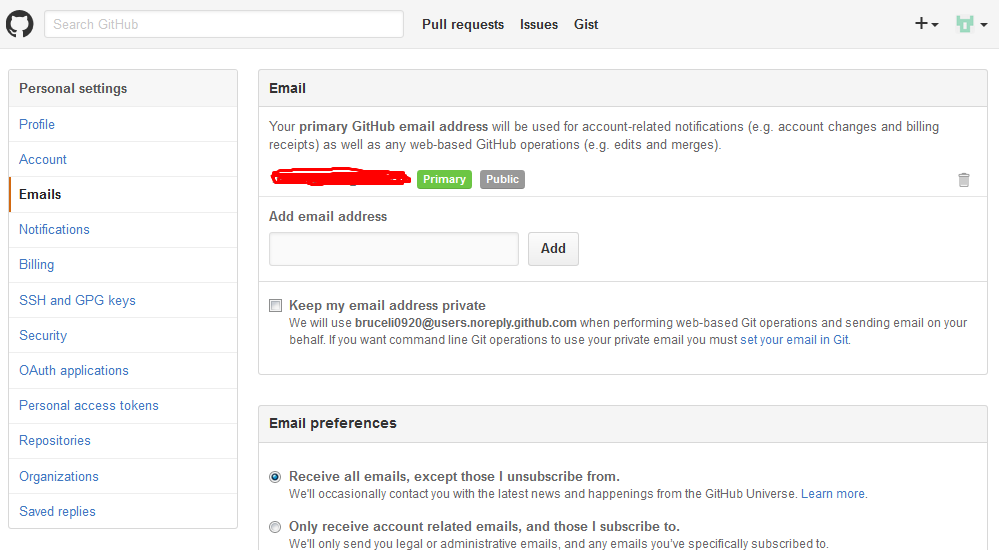 Search GitHub
Pull requests Issues Gist
Personal settings
Profile
Account
Emails
Notifications
Billing
SSH and GPG keys
Security
OAuth applications
Personal access tokens
Repositories
Organizations
Saved replies
Email
Your primary GitHub email address will be used for account-related notifications (e.g. account changes and billing
receipts) as well as any web-based GitHub operations (e.g. edits and merges).
Primary Public
Add email address
Add
Keep my email address private
We will use bruceli0920@users.noreply.github.com when performing web-based Git operations and sending email on your
behalf. If you want command line Git operations to use your private email you must set your email in Git.
Email preferences
Receive all emails, except those I unsubscribe from.
We'll occasionally contact you with the latest news and happenings from the GitHub Universe. Learn more.
Only receive account related emails, and those I subscribe to.
We'll only send you legal or administrative emails, and any emails you've specifically subscribed to.